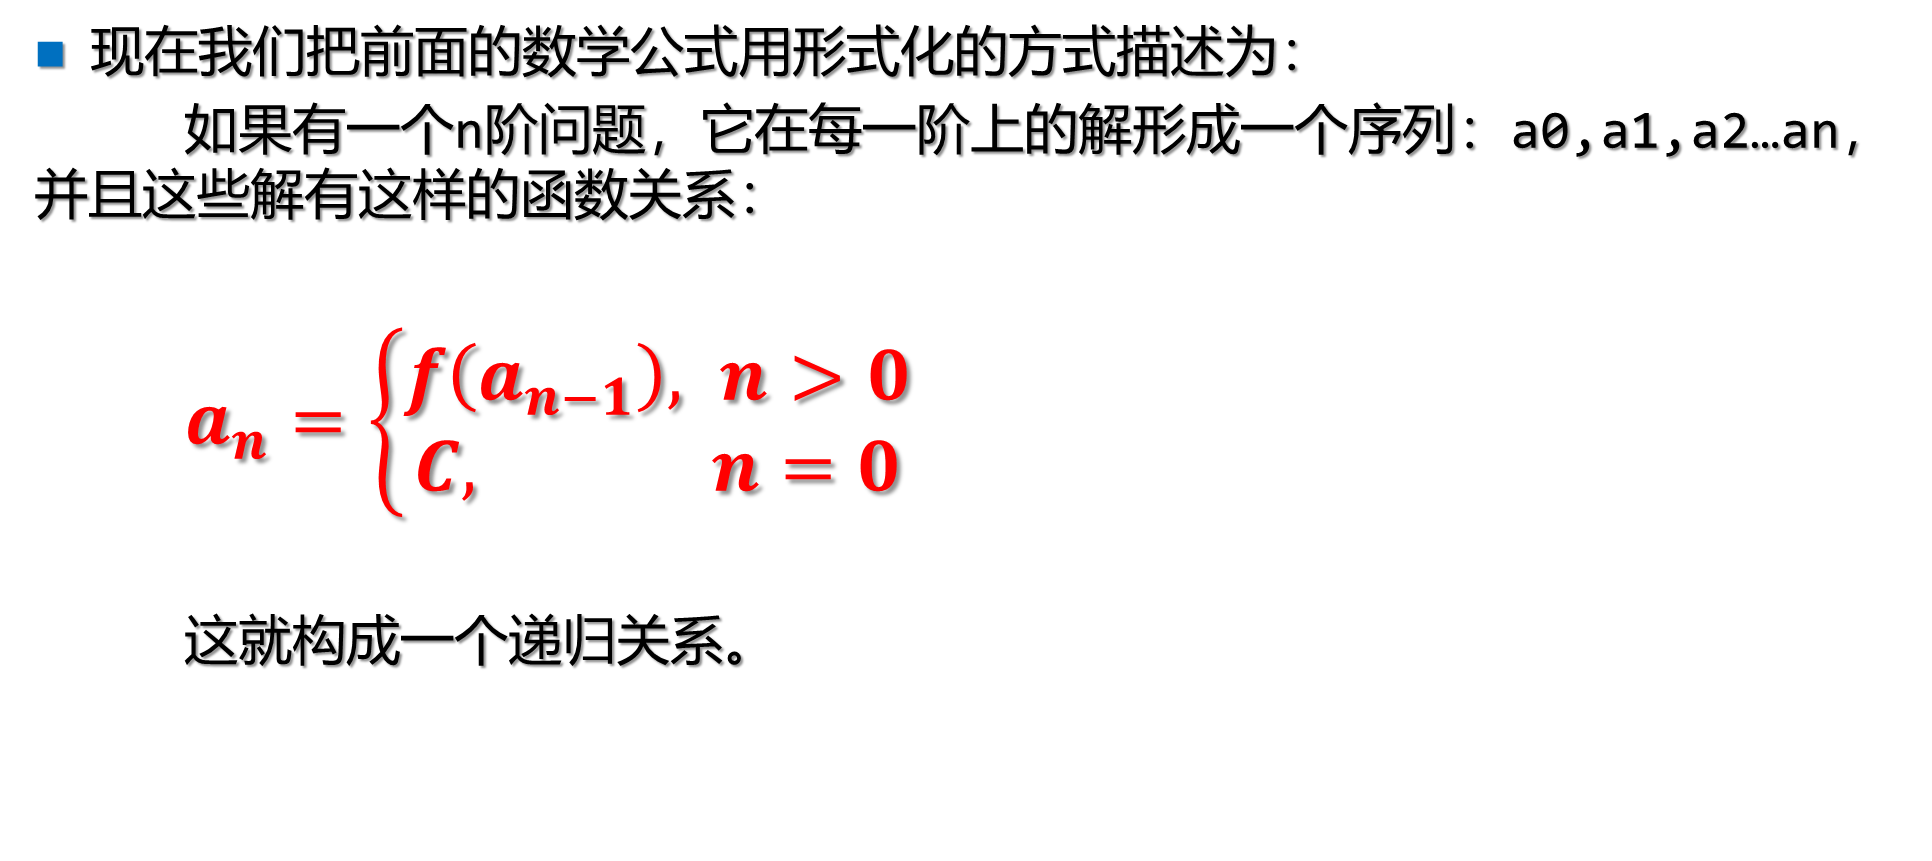 ■ 现在我们把前面的数学公式用形式化的方式描述为：
如果有一个n阶问题，它在每一阶上的解形成一个序列：a0,a1,a2…an，
并且这些解有这样的函数关系：
aₙ = { f(aₙ₋₁), n > 0
C, n = 0
这就构成一个递归关系。